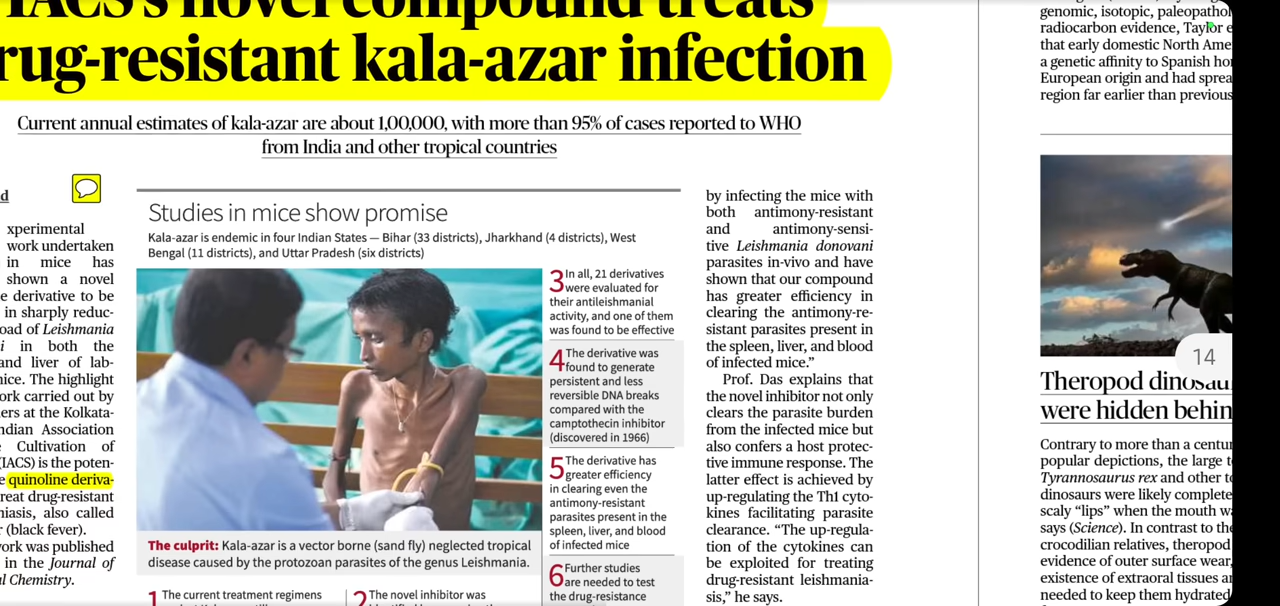 IACS's novel compound treats
rug-resistant kala-azar infection
Current annual estimates of kala-azar are about 1,00,000, with more than 95% of cases reported to WHO
from India and other tropical countries
d
xperimental
work undertaken
in mice has
shown a novel
e derivative to be
in sharply reduc-
oad of Leishmania
i in both the
and liver of lab-
nice. The highlight
ork carried out by
ers at the Kolkata-
ndian Association
e Cultivation of
(IACS) is the poten-
e quinoline deriva-
reat drug-resistant
niasis, also called
r (black fever).
work was published
in the Journal of
al Chemistry.
Studies in mice show promise
Kala-azar is endemic in four Indian States — Bihar (33 districts), Jharkhand (4 districts), West
Bengal (11 districts), and Uttar Pradesh (six districts)
The culprit: Kala-azar is a vector borne (sand fly) neglected tropical
disease caused by the protozoan parasites of the genus Leishmania.
1 The current treatment regimens
2 The novel inhibitor was
3 In all, 21 derivatives
were evaluated for
their antileishmanial
activity, and one of them
was found to be effective
4 The derivative was
found to generate
persistent and less
reversible DNA breaks
compared with the
camptothecin inhibitor
(discovered in 1966)
5 The derivative has
greater efficiency
in clearing even the
antimony-resistant
parasites present in the
spleen, liver, and blood
of infected mice
6 Further studies
are needed to test
the drug-resistance
by infecting the mice with
both antimony-resistant
and antimony-sensi-
tive Leishmania donovani
parasites in-vivo and have
shown that our compound
has greater efficiency in
clearing the antimony-re-
sistant parasites present in
the spleen, liver, and blood
of infected mice.”
Prof. Das explains that
the novel inhibitor not only
clears the parasite burden
from the infected mice but
also confers a host protec-
tive immune response. The
latter effect is achieved by
up-regulating the Th1 cyto-
kines facilitating parasite
clearance. “The up-regula-
tion of the cytokines can
be exploited for treating
drug-resistant leishmania-
sis,” he says.
genomic, isotopic, paleopathol
radiocarbon evidence, Taylor e
that early domestic North Ame
a genetic affinity to Spanish ho
European origin and had sprea
region far earlier than previous
14
Theropod dinosau
were hidden behin
Contrary to more than a centur
popular depictions, the large t
Tyrannosaurus rex and other t
dinosaurs were likely complete
scaly “lips” when the mouth wa
says (Science). In contrast to the
crocodilian relatives, theropod
evidence of outer surface wear,
existence of extraoral tissues an
needed to keep them hydrated